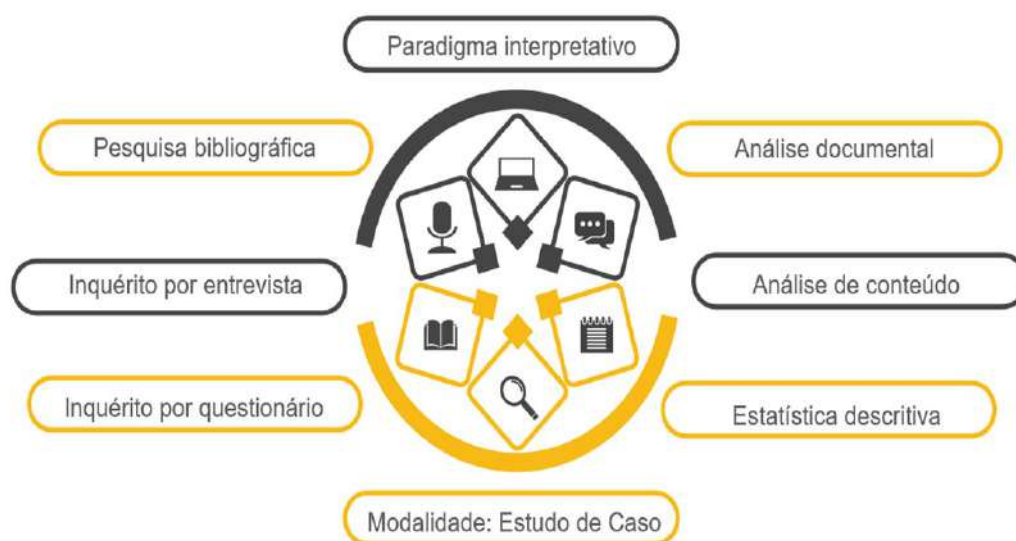 Paradigma interpretativo
Pesquisa bibliográfica
Análise documental
Inquérito por entrevista
Análise de conteúdo
Inquérito por questionário
Estatística descritiva
Modalidade: Estudo de Caso